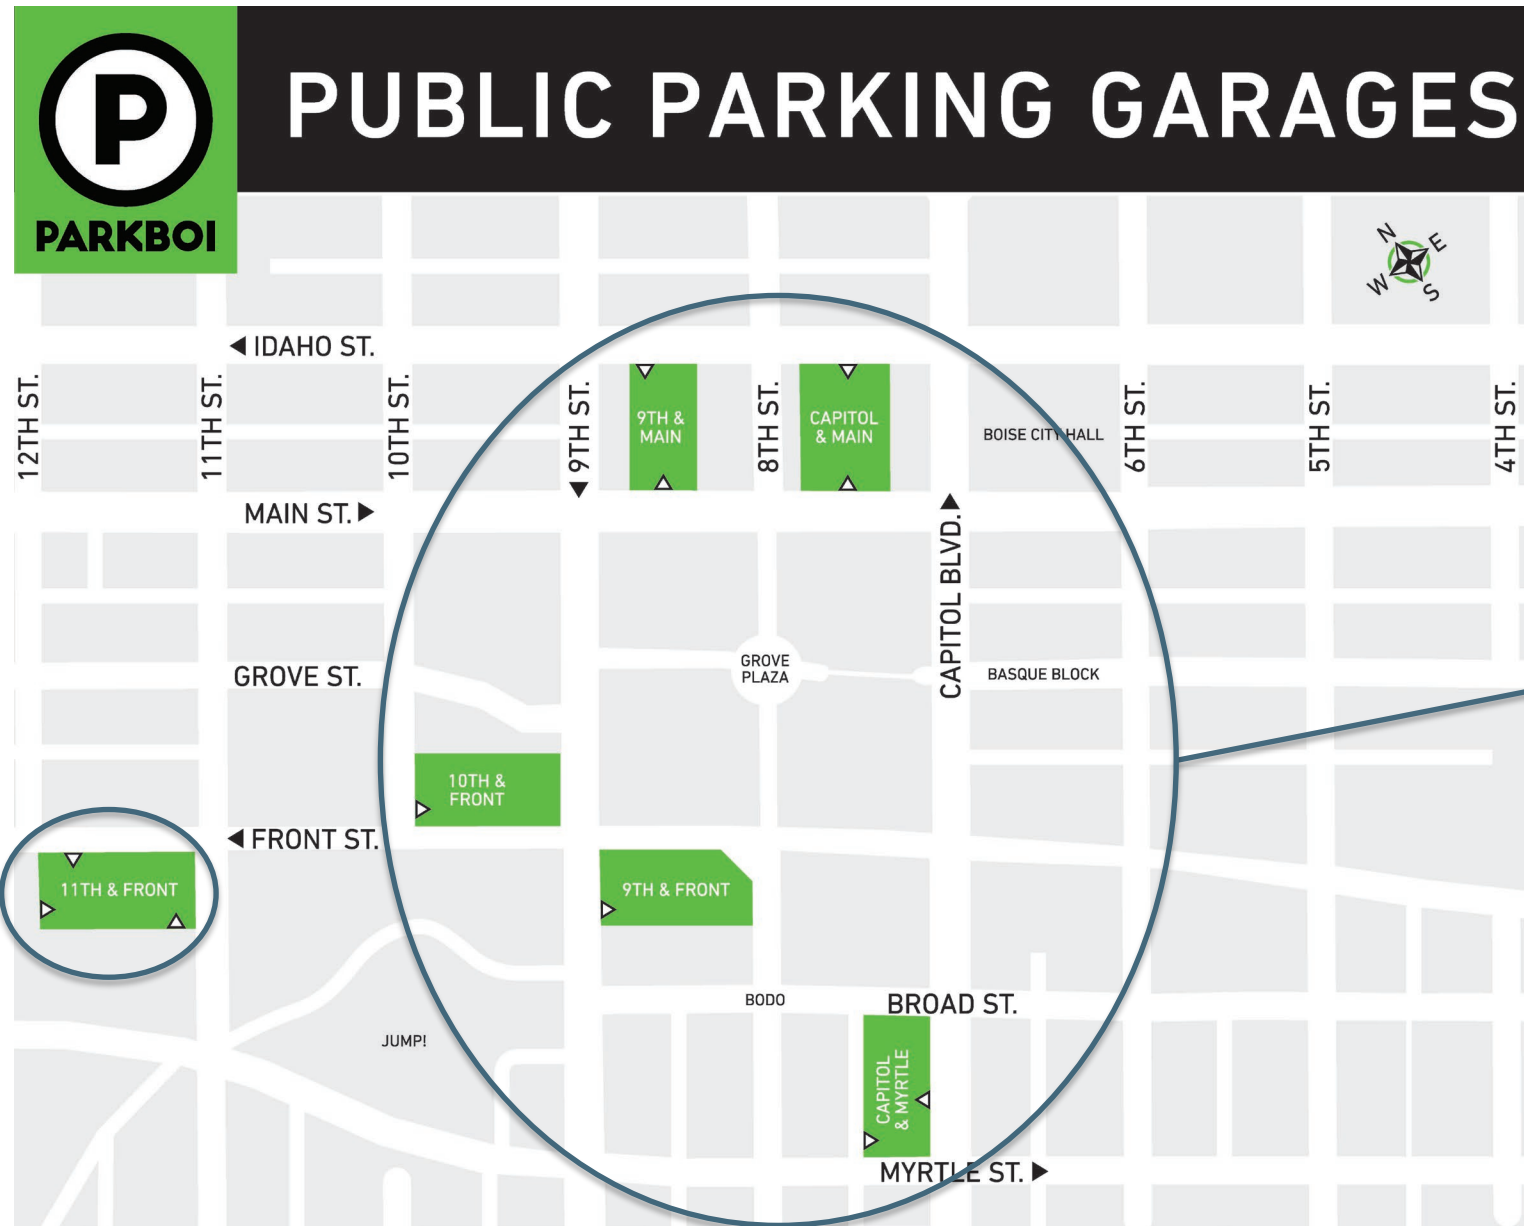 P
PARKBOI
PUBLIC PARKING GARAGES
N
E
W
S
IDAHO ST.
12TH ST.
11TH ST.
10TH ST.
9TH ST.
9TH &
MAIN
8TH ST.
CAPITOL
& MAIN
BOISE CITY HALL
6TH ST.
5TH ST.
4TH ST.
MAIN ST.
CAPITOL BLVD.
GROVE ST.
GROVE
PLAZA
BASQUE BLOCK
10TH &
FRONT
FRONT ST.
11TH & FRONT
9TH & FRONT
BODO
BROAD ST.
JUMP!
CAPITOL
& MYRTLE
MYRTLE ST.